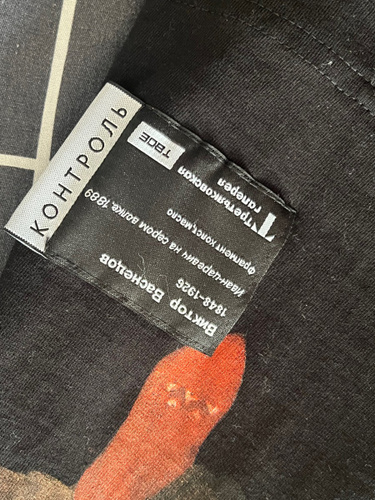 КОНТРОЛЬ
ТВОЕ
Третьяковская
галерея
Виктор Васнецов
1848-1926
Иван-царевич на сером волке. 1889
Фрагмент холст,масло